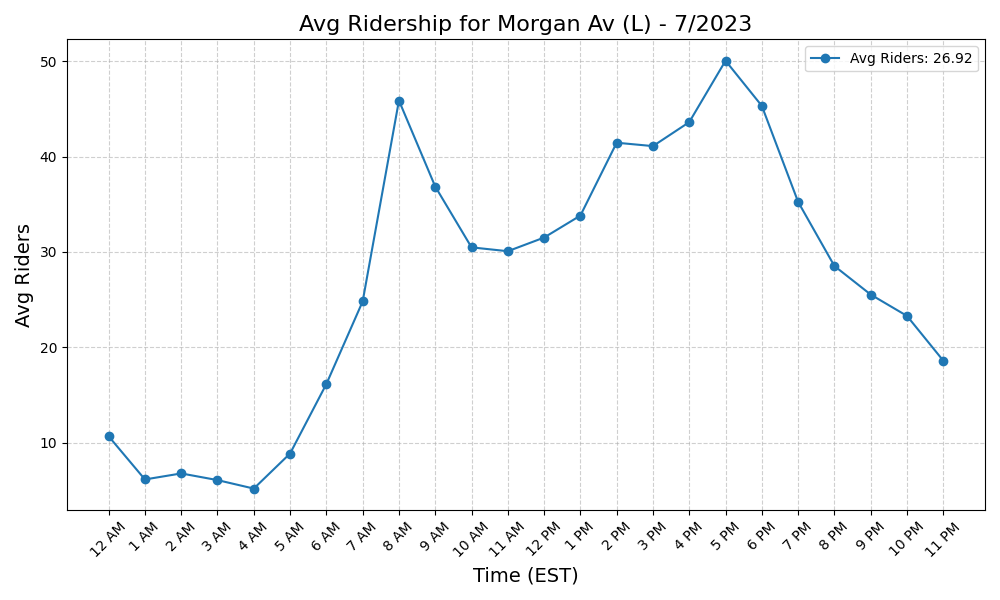 Avg Ridership for Morgan Av (L) - 7/2023
Avg Riders: 26.92
Avg Riders
50
40
30
20
10
12 AM
1 AM
2 AM
3 AM
4 AM
5 AM
6 AM
7 AM
8 AM
9 AM
10 AM
11 AM
12 PM
1 PM
2 PM
3 PM
4 PM
5 PM
6 PM
7 PM
8 PM
9 PM
10 PM
11 PM
Time (EST)